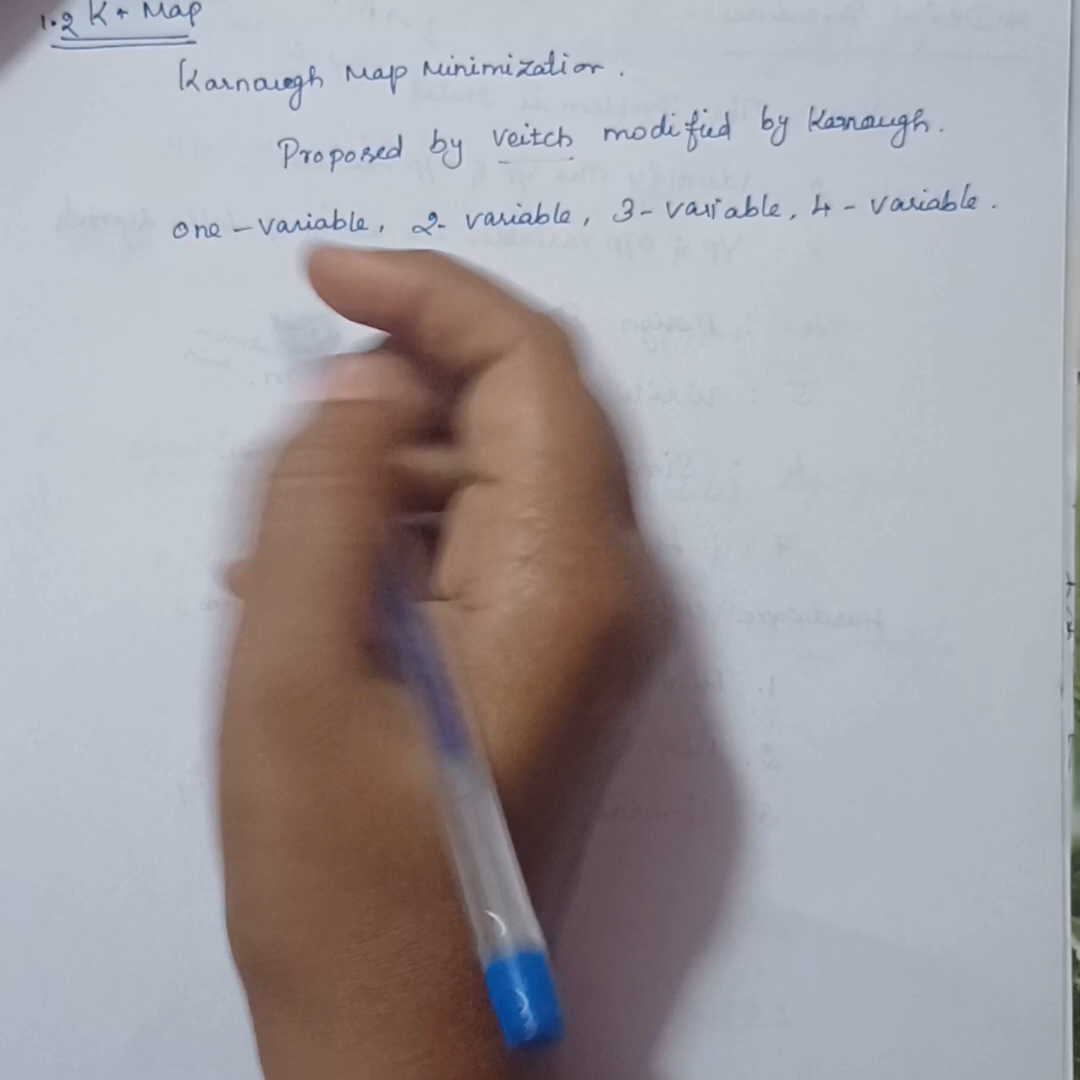 1.2 K-Map
Karnaugh Map Minimization.
Proposed by Veitch modified by Karnaugh.
one-variable, 2-variable, 3-variable, 4-variable.